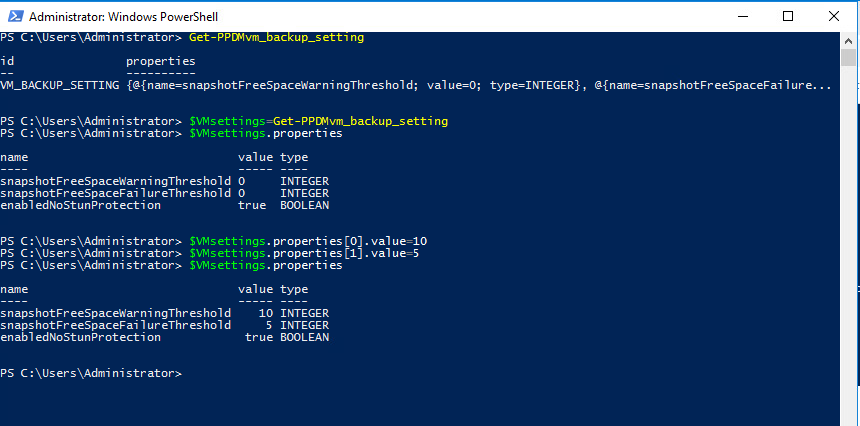 Administrator: Windows PowerShell
PS C:\Users\Administrator> Get-PPDMvm_backup_setting
id                properties
--                ----------
VM_BACKUP_SETTING {@{name=snapshotFreeSpaceWarningThreshold; value=0; type=INTEGER}, @{name=snapshotFreeSpaceFailure...
PS C:\Users\Administrator> $VMsettings=Get-PPDMvm_backup_setting
PS C:\Users\Administrator> $VMsettings.properties
name                              value type
----                              ----- ----
snapshotFreeSpaceWarningThreshold 0     INTEGER
snapshotFreeSpaceFailureThreshold 0     INTEGER
enabledNoStunProtection           true  BOOLEAN
PS C:\Users\Administrator> $VMsettings.properties[0].value=10
PS C:\Users\Administrator> $VMsettings.properties[1].value=5
PS C:\Users\Administrator> $VMsettings.properties
name                              value type
----                              ----- ----
snapshotFreeSpaceWarningThreshold    10 INTEGER
snapshotFreeSpaceFailureThreshold     5 INTEGER
enabledNoStunProtection            true BOOLEAN
PS C:\Users\Administrator>